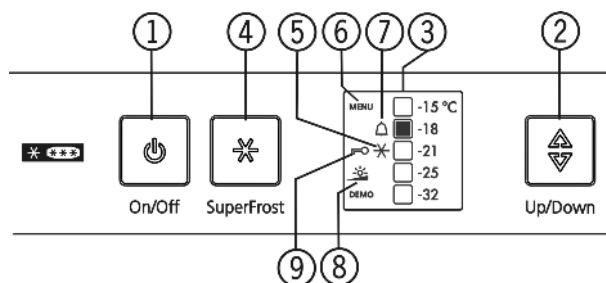 1 4 5 6 7 3 2
MENU
-15 °C
-18
-21
-25
DEMO -32
On/Off SuperFrost Up/Down
9 8